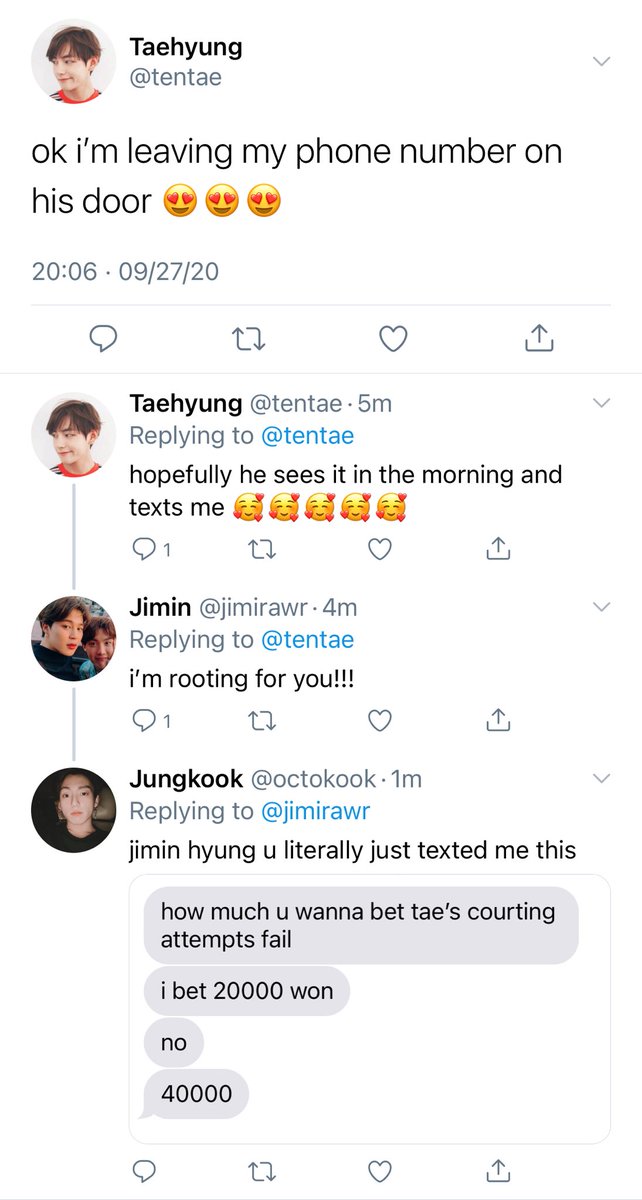 Taehyung
@tentae
ok i’m leaving my phone number on
his door 😍😍😍
20:06 · 09/27/20
Taehyung @tentae · 5m
Replying to @tentae
hopefully he sees it in the morning and
texts me 🥰🥰🥰🥰🥰
1
Jimin @jimirawr · 4m
Replying to @tentae
i’m rooting for you!!!
1
Jungkook @octokook · 1m
Replying to @jimirawr
jimin hyung u literally just texted me this
how much u wanna bet tae’s courting
attempts fail
i bet 20000 won
no
40000